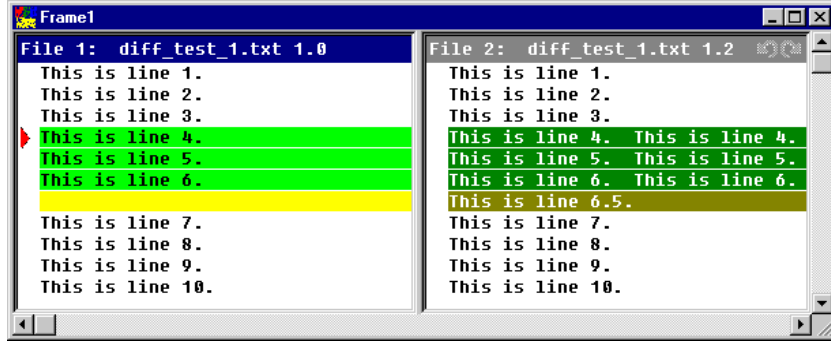 Frame1
File 1:  diff_test_1.txt 1.0
This is line 1.
This is line 2.
This is line 3.
This is line 4.
This is line 5.
This is line 6.
This is line 7.
This is line 8.
This is line 9.
This is line 10.
File 2:  diff_test_1.txt 1.2
This is line 1.
This is line 2.
This is line 3.
This is line 4.  This is line 4.
This is line 5.  This is line 5.
This is line 6.  This is line 6.
This is line 6.5.
This is line 7.
This is line 8.
This is line 9.
This is line 10.